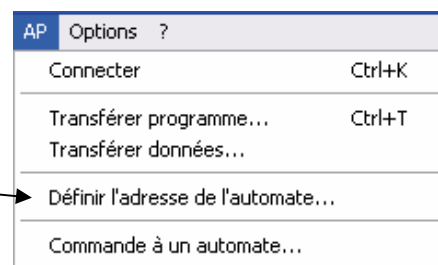 AP Options ?
Connecter Ctrl+K
Transférer programme... Ctrl+T
Transférer données...
Définir l'adresse de l'automate...
Commande à un automate...